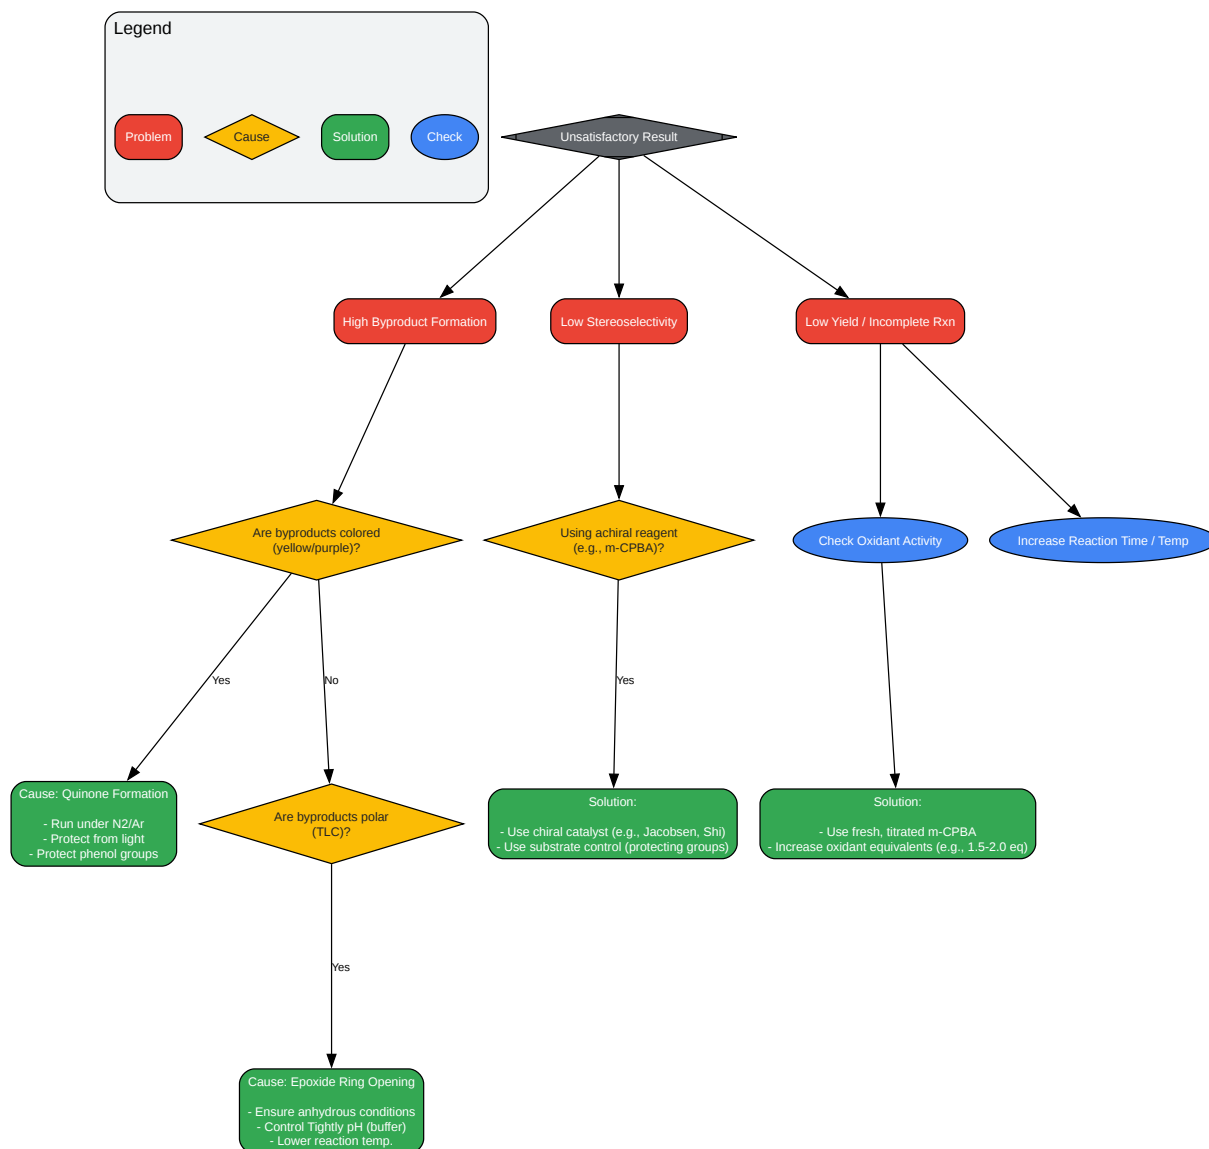 Legend
Problem
Cause
Solution
Check
Unsatisfactory Result
High Byproduct Formation
Low Stereoselectivity
Low Yield / Incomplete Rxn
Are byproducts colored
(yellow/purple)?
Using achiral reagent
(e.g., m-CPBA)?
Check Oxidant Activity
Increase Reaction Time / Temp
Yes
No
Yes
Cause: Quinone Formation
- Run under N2/Ar
- Protect from light
- Protect phenol groups
Are byproducts polar
(TLC)?
Solution:
- Use chiral catalyst (e.g., Jacobsen, Shi)
- Use substrate control (protecting groups)
Solution:
- Use fresh, titrated m-CPBA
- Increase oxidant equivalents (e.g., 1.5-2.0 eq)
Yes
Cause: Epoxide Ring Opening
- Ensure anhydrous conditions
- Control Tightly pH (buffer)
- Lower reaction temp.